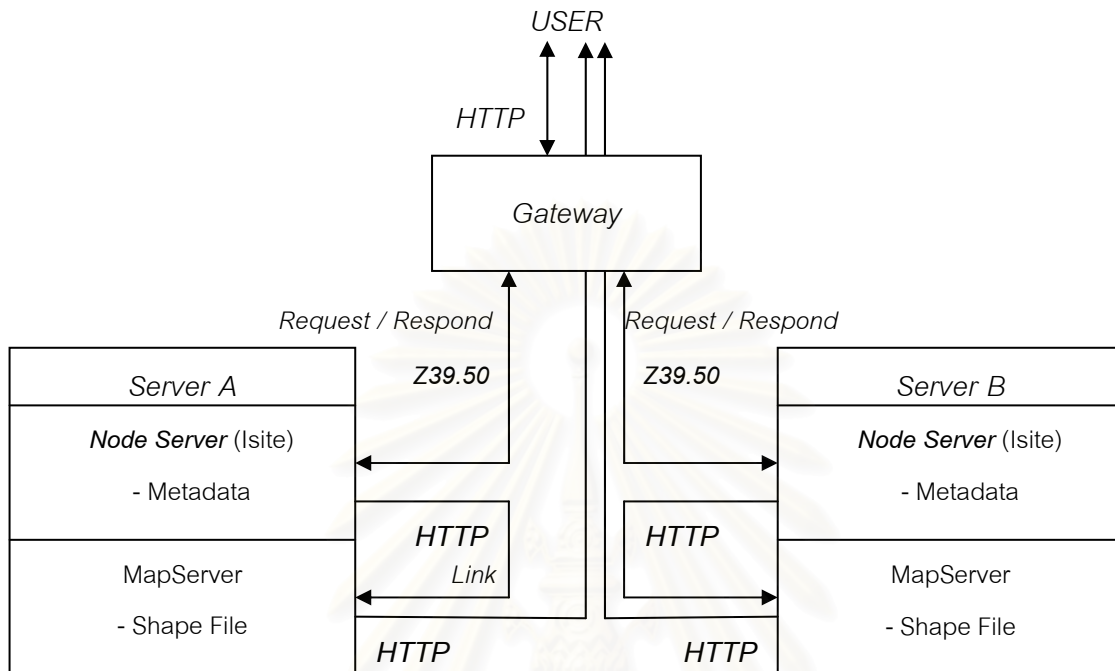 USER
HTTP
Gateway
Request / Respond
Request / Respond
Z39.50
Z39.50
Server A
Node Server (Isite)
- Metadata
HTTP
Link
MapServer
- Shape File
HTTP
Server B
Node Server (Isite)
- Metadata
HTTP
MapServer
- Shape File
HTTP